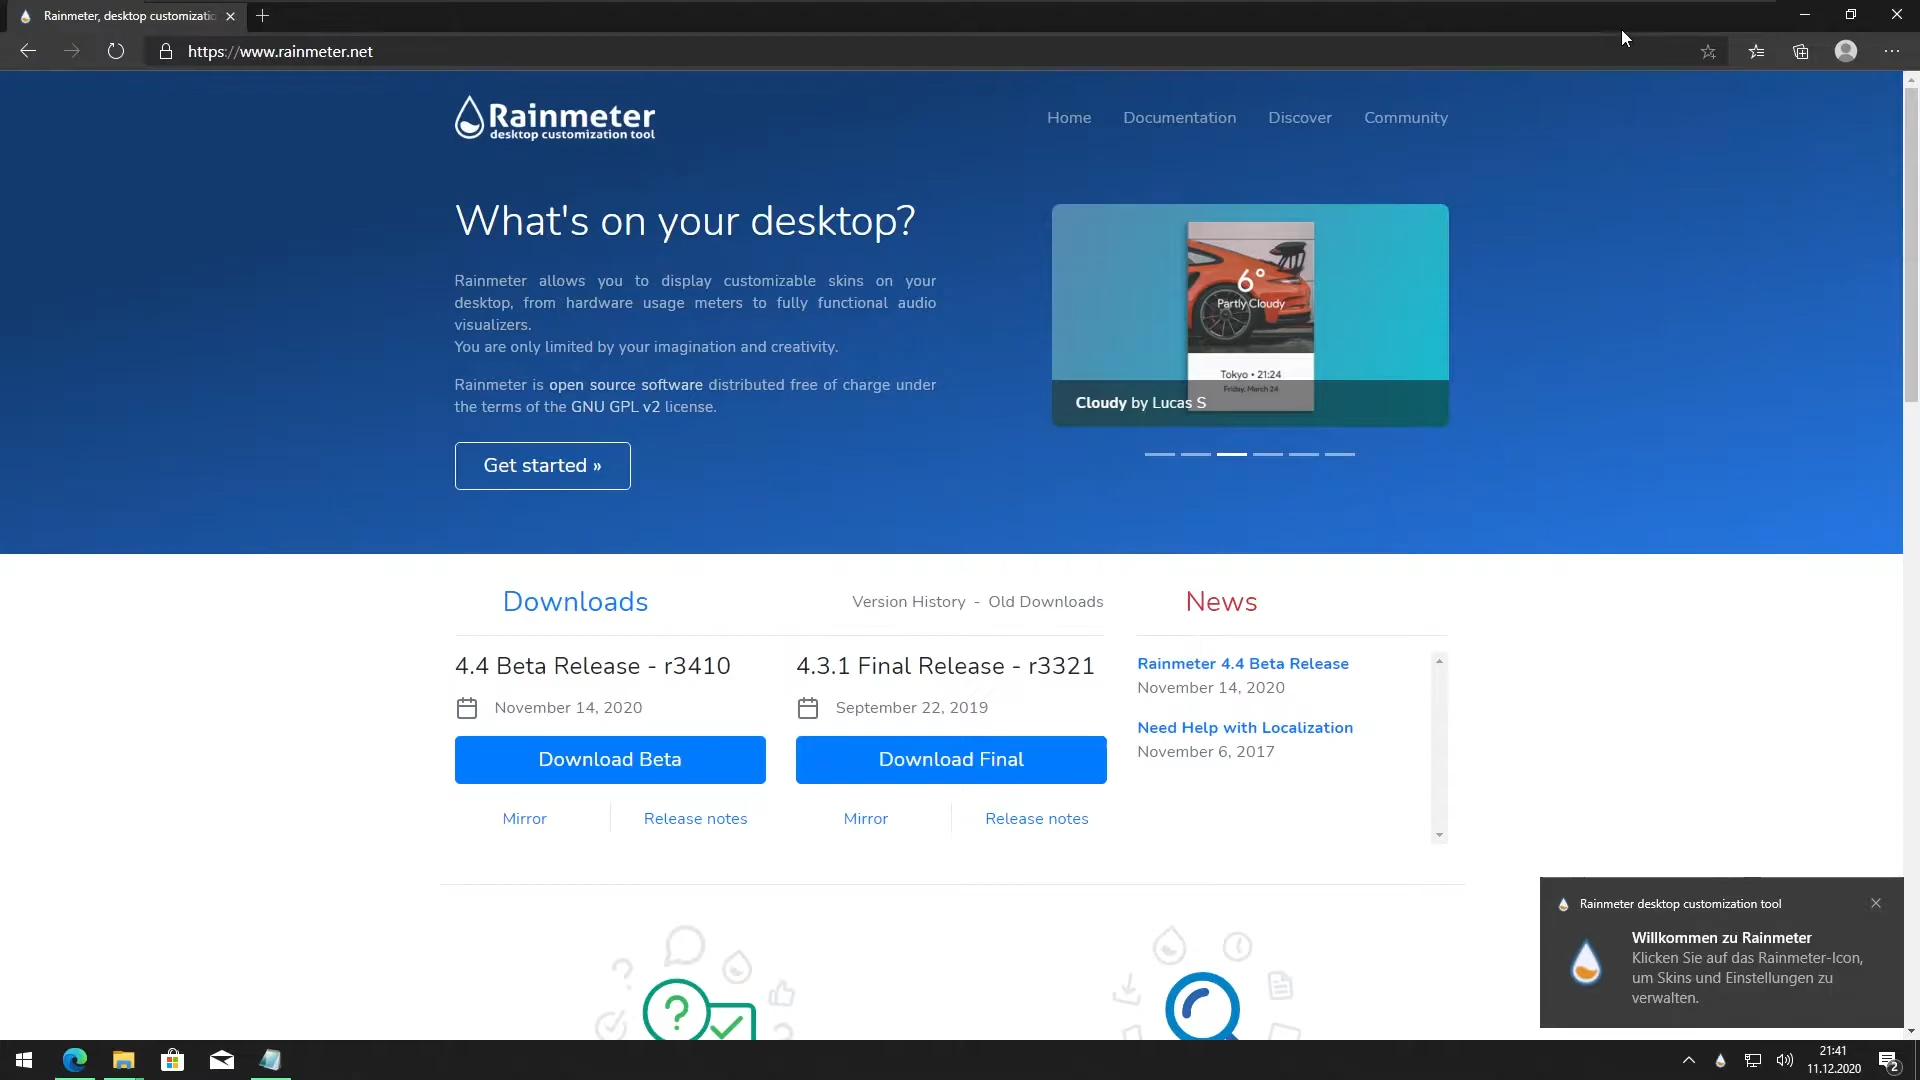 Rainmeter, desktop customizatio
https://www.rainmeter.net
Rainmeter
desktop customization tool
Home
Documentation
Discover
Community
What's on your desktop?
Rainmeter allows you to display customizable skins on your
desktop, from hardware usage meters to fully functional audio
visualizers.
You are only limited by your imagination and creativity.
Rainmeter is open source software distributed free of charge under
the terms of the GNU GPL v2 license.
Get started »
6°
Partly Cloudy
Tokyo • 21:24
Friday, March 24
Cloudy by Lucas S
Downloads
Version History - Old Downloads
4.4 Beta Release - r3410
November 14, 2020
Download Beta
Mirror
Release notes
4.3.1 Final Release - r3321
September 22, 2019
Download Final
Mirror
Release notes
News
Rainmeter 4.4 Beta Release
November 14, 2020
Need Help with Localization
November 6, 2017
Rainmeter desktop customization tool
Willkommen zu Rainmeter
Klicken Sie auf das Rainmeter-Icon,
um Skins und Einstellungen zu
verwalten.
21:41
11.12.2020
2